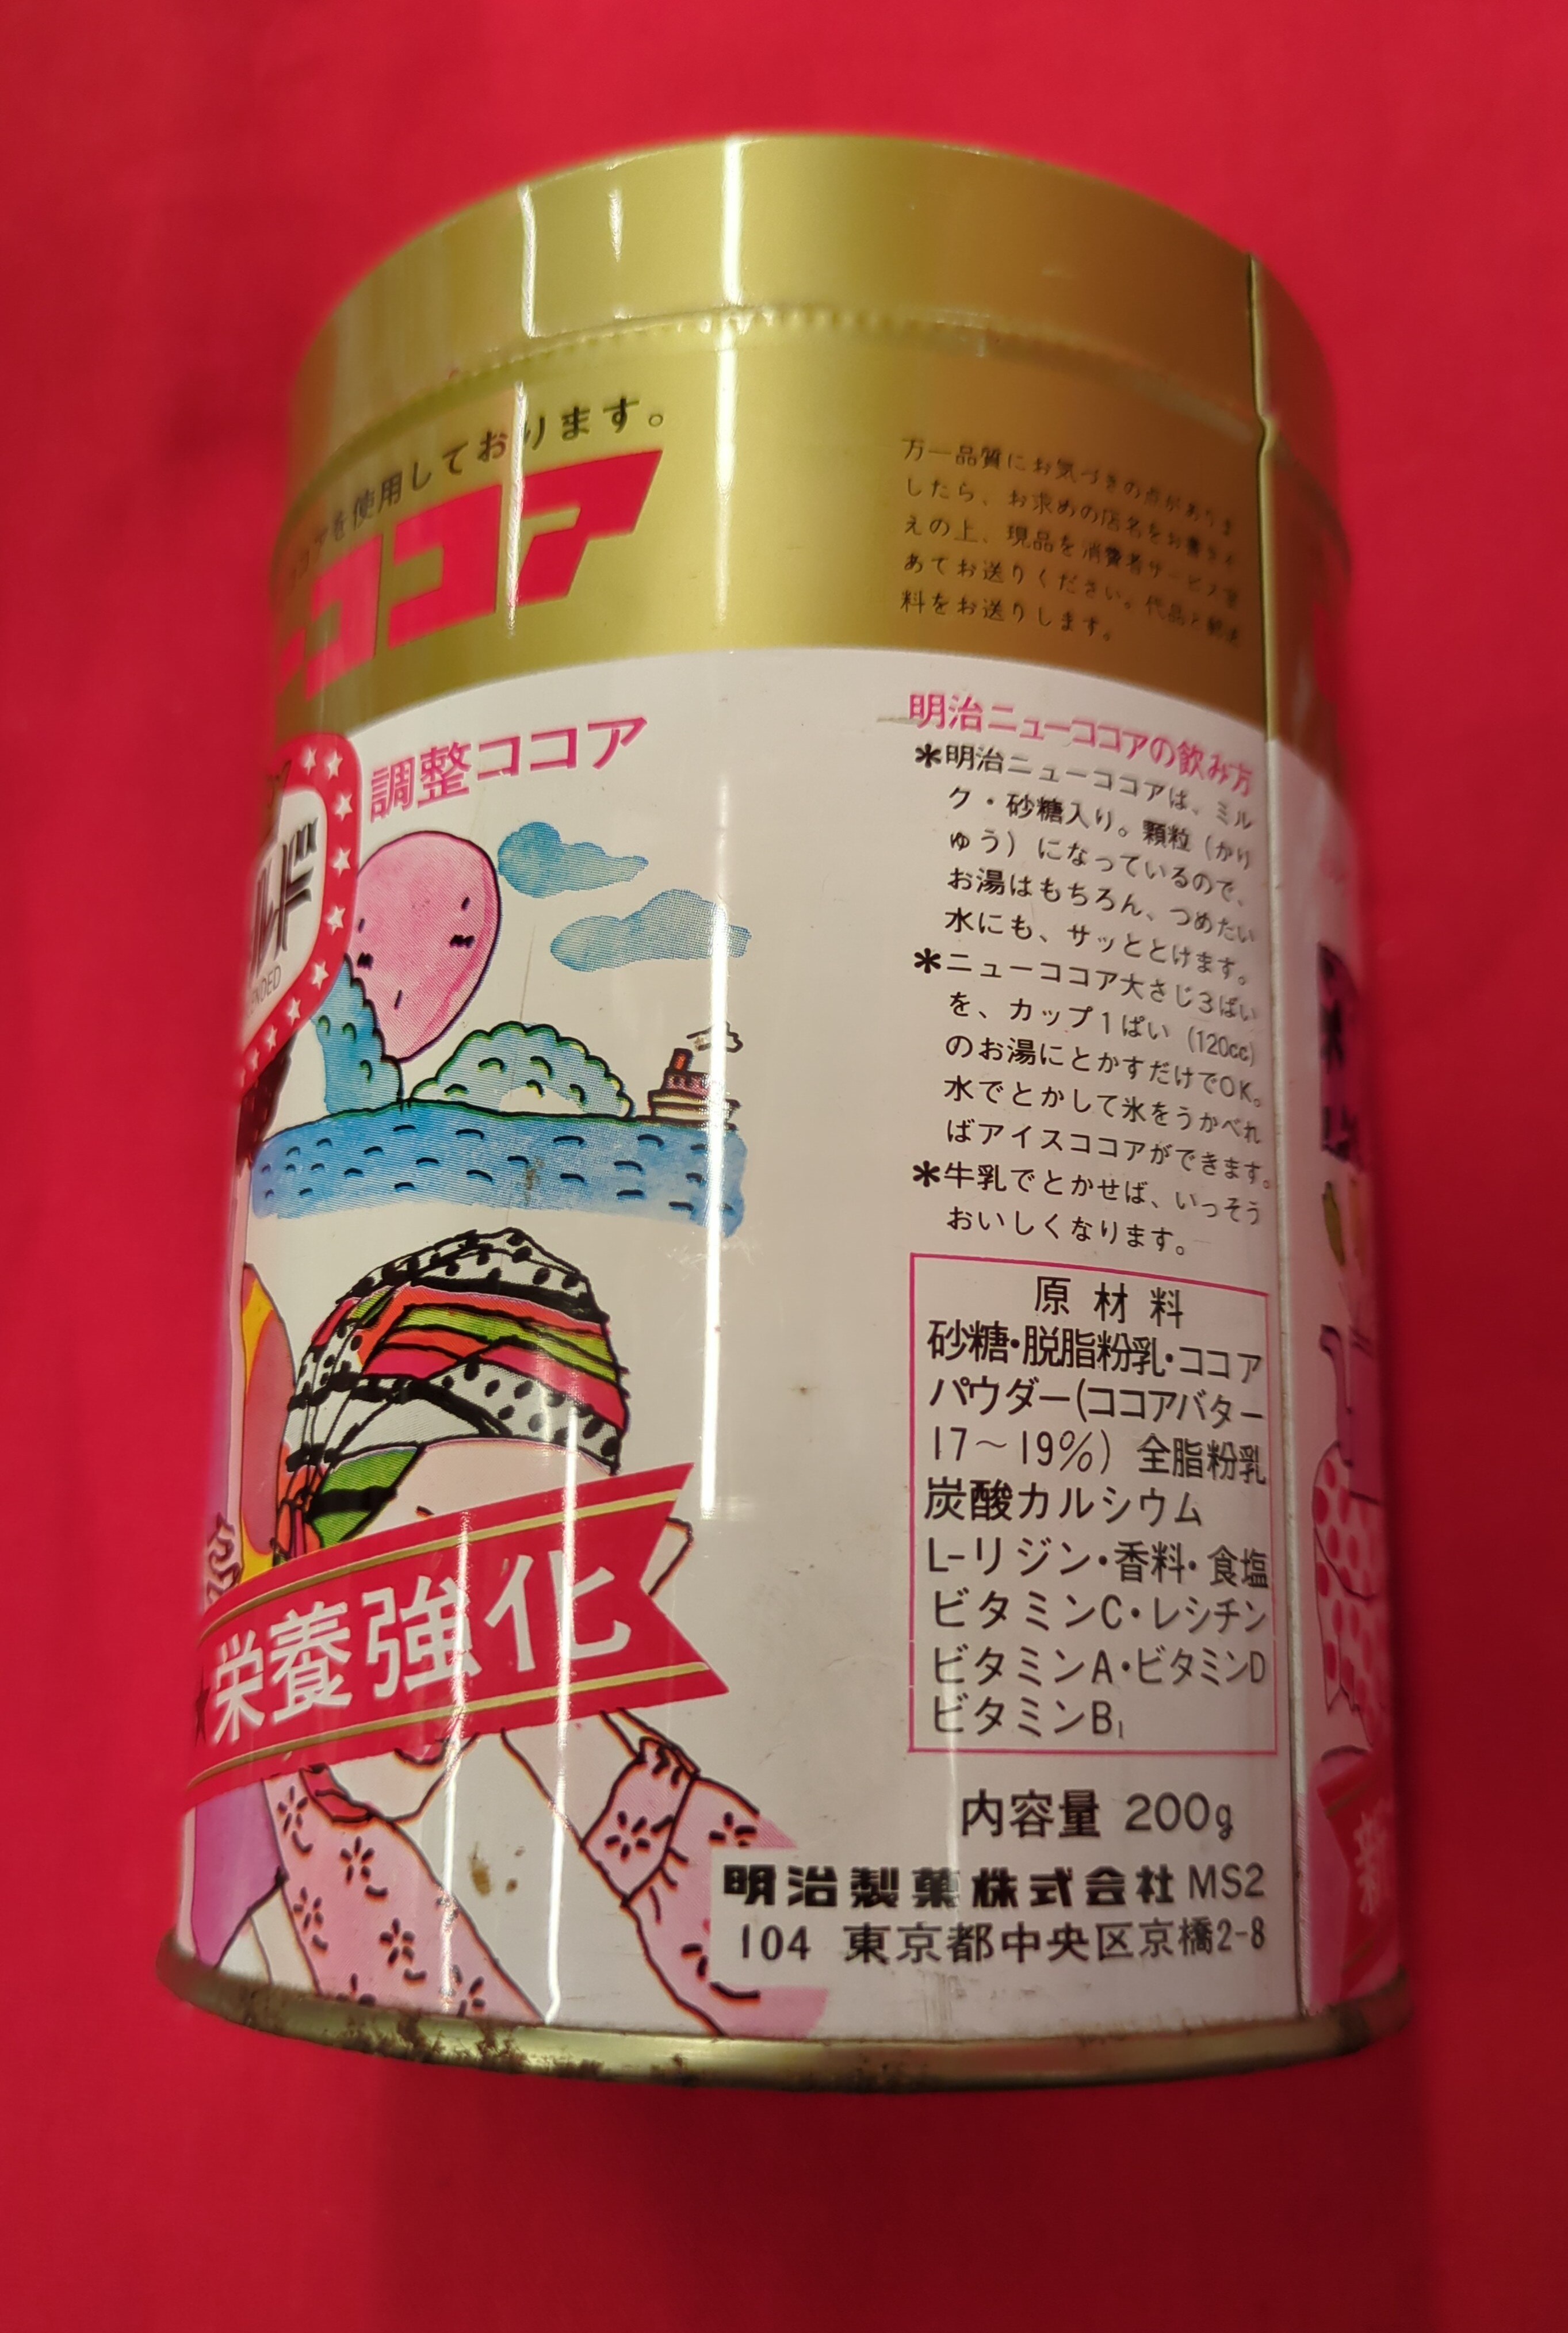 ココアを使用しております。
ーココア
調整ココア
ルド
NDED
栄養強化
万一品質にお気づきの点がありま
したら、お求めの店名をお書きそ
えの上、現品を消費者サービス室
あてお送りください。代品と郵送
料をお送りします。
明治ニューココアの飲み方
*明治ニューココアは、ミル
ク・砂糖入り。顆粒(かり
ゅう)になっているので、
お湯はもちろん、つめたい
水にも、サッととけます。
*ニューココア大さじ3ばい
を、カップ1ぱい(120cc)
のお湯にとかすだけでOK。
水でとかして氷をうかべれ
ばアイスココアができます。
*牛乳でとかせば、いっそう
おいしくなります。
原材料
砂糖・脱脂粉乳・ココア
パウダー(ココアバター
17～19%) 全脂粉乳
炭酸カルシウム
L-リジン・香料・食塩
ビタミンC・レシチン
ビタミンA・ビタミンD
ビタミンB₁
内容量 200g
明治製菓株式会社 MS2
104 東京都中央区京橋2-8
新